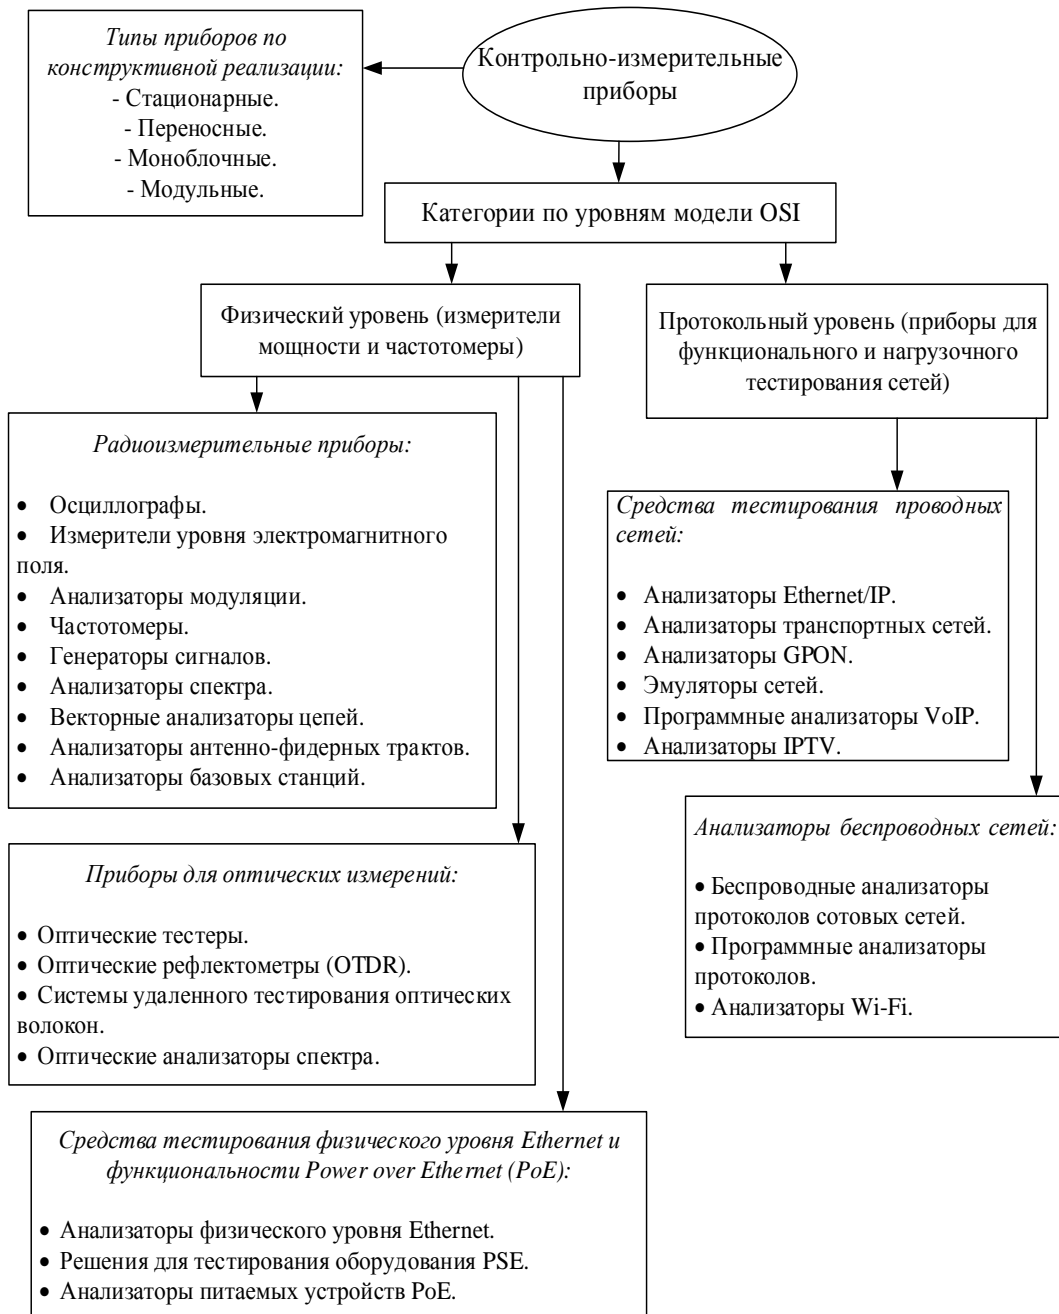 Типы приборов по
конструктивной реализации:
- Стационарные.
- Переносные.
- Моноблочные.
- Модульные.
Контрольно-измерительные
приборы
Категории по уровням модели OSI
Физический уровень (измерители
мощности и частотомеры)
Протокольный уровень (приборы для
функционального и нагрузочного
тестирования сетей)
Радиоизмерительные приборы:
• Осциллографы.
• Измерители уровня электромагнитного
поля.
• Анализаторы модуляции.
• Частотомеры.
• Генераторы сигналов.
• Анализаторы спектра.
• Векторные анализаторы цепей.
• Анализаторы антенно-фидерных трактов.
• Анализаторы базовых станций.
Средства тестирования проводных
сетей:
• Анализаторы Ethernet/IP.
• Анализаторы транспортных сетей.
• Анализаторы GPON.
• Эмуляторы сетей.
• Программные анализаторы VoIP.
• Анализаторы IPTV.
Анализаторы беспроводных сетей:
• Беспроводные анализаторы
протоколов сотовых сетей.
• Программные анализаторы
протоколов.
• Анализаторы Wi-Fi.
Приборы для оптических измерений:
• Оптические тестеры.
• Оптические рефлектометры (OTDR).
• Системы удаленного тестирования оптических
волокон.
• Оптические анализаторы спектра.
Средства тестирования физического уровня Ethernet и
функциональности Power over Ethernet (PoE):
• Анализаторы физического уровня Ethernet.
• Решения для тестирования оборудования PSE.
• Анализаторы питаемых устройств PoE.